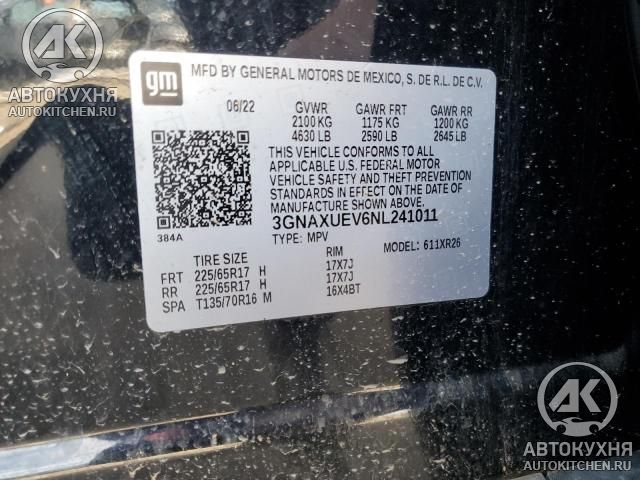 AK
АВТОКУХНЯ
AUTOKITCHEN.RU
gm
MFD BY GENERAL MOTORS DE MEXICO, S. DE R.L. DE C.V.
06/22 GVWR GAWR FRT GAWR RR
2100 KG 1175 KG 1200 KG
4630 LB 2590 LB 2645 LB
THIS VEHICLE CONFORMS TO ALL
APPLICABLE U.S. FEDERAL MOTOR
VEHICLE SAFETY AND THEFT PREVENTION
STANDARDS IN EFFECT ON THE DATE OF
MANUFACTURE SHOWN ABOVE.
3GNAXUEV6NL241011
384A TYPE: MPV MODEL: 611XR26
TIRE SIZE RIM
FRT 225/65R17 H 17X7J
RR 225/65R17 H 17X7J
SPA T135/70R16 M 16X4BT
AK
АВТОКУХНЯ
AUTOKITCHEN.RU